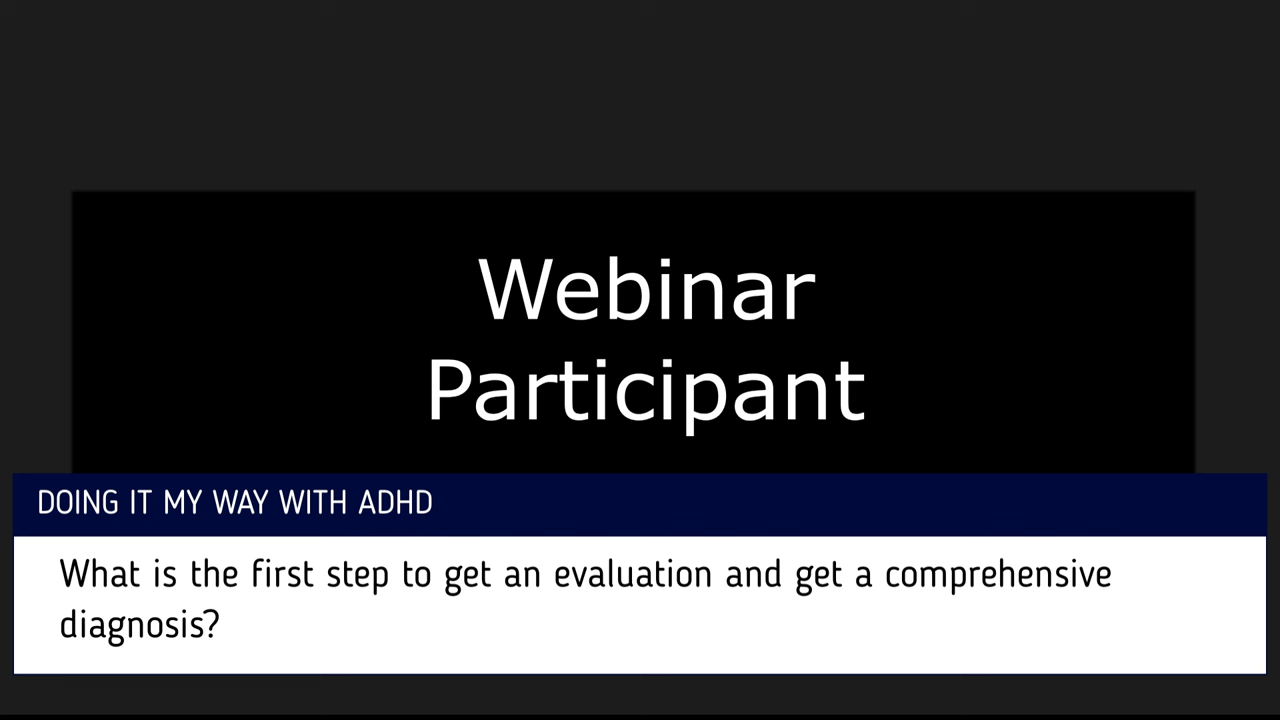 Webinar
Participant
DOING IT MY WAY WITH ADHD
What is the first step to get an evaluation and get a comprehensive
diagnosis?